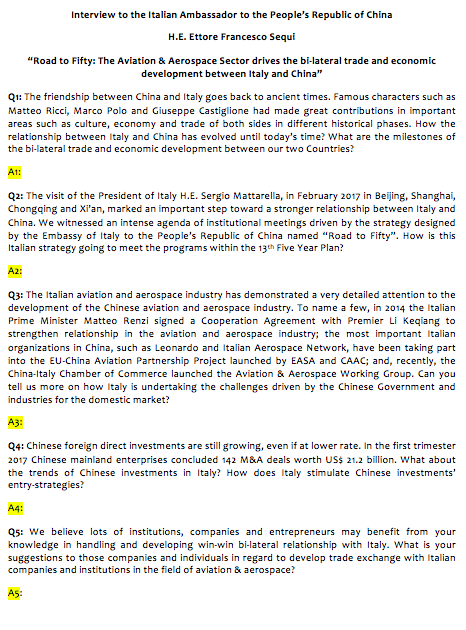 Interview to the Italian Ambassador to the People's Republic of China
H.E. Ettore Francesco Sequi
"Road to Fifty: The Aviation & Aerospace Sector drives the bi-lateral trade and economic
development between Italy and China"
Q1: The friendship between China and Italy goes back to ancient times. Famous characters such as
Matteo Ricci, Marco Polo and Giuseppe Castiglione had made great contributions in important
areas such as culture, economy and trade of both sides in different historical phases. How the
relationship between Italy and China has evolved until today's time? What are the milestones of
the bi-lateral trade and economic development between our two Countries?
A1:
Q2: The visit of the President of Italy H.E. Sergio Mattarella, in February 2017 in Beijing, Shanghai,
Chongqing and Xi'an, marked an important step toward a stronger relationship between Italy and
China. We witnessed an intense agenda of institutional meetings driven by the strategy designed
by the Embassy of Italy to the People's Republic of China named "Road to Fifty". How is this
Italian strategy going to meet the programs within the 13th Five Year Plan?
A2:
Q3: The Italian aviation and aerospace industry has demonstrated a very detailed attention to the
development of the Chinese aviation and aerospace industry. To name a few, in 2014 the Italian
Prime Minister Matteo Renzi signed a Cooperation Agreement with Premier Li Keqiang to
strengthen relationship in the aviation and aerospace industry; the most important Italian
organizations in China, such as Leonardo and Italian Aerospace Network, have been taking part
into the EU-China Aviation Partnership Project launched by EASA and CAAC; and, recently, the
China-Italy Chamber of Commerce launched the Aviation & Aerospace Working Group. Can you
tell us more on how Italy is undertaking the challenges driven by the Chinese Government and
industries for the domestic market?
A3:
Q4: Chinese foreign direct investments are still growing, even if at lower rate. In the first trimester
2017 Chinese mainland enterprises concluded 142 M&A deals worth US$ 21.2 billion. What about
the trends of Chinese investments in Italy? How does Italy stimulate Chinese investments'
entry-strategies?
A4:
Q5: We believe lots of institutions, companies and entrepreneurs may benefit from your
knowledge in handling and developing win-win bi-lateral relationship with Italy. What is your
suggestions to those companies and individuals in regard to develop trade exchange with Italian
companies and institutions in the field of aviation & aerospace?
A5: